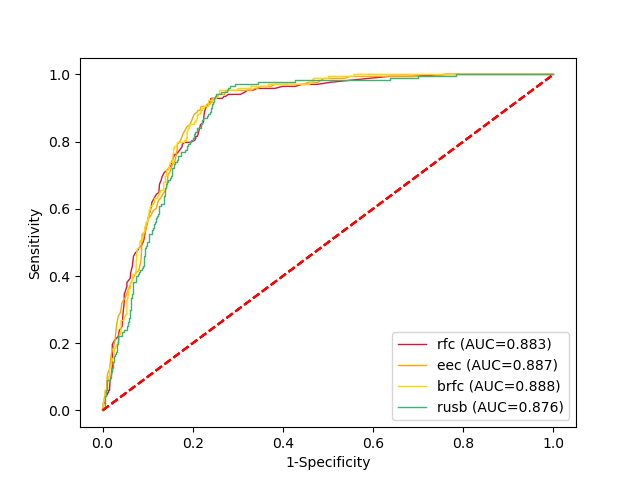 1.0
0.8
0.6
0.4
0.2
0.0
Sensitivity
rfc (AUC=0.883)
eec (AUC=0.887)
brfc (AUC=0.888)
rusb (AUC=0.876)
0.0 0.2 0.4 0.6 0.8 1.0
1-Specificity